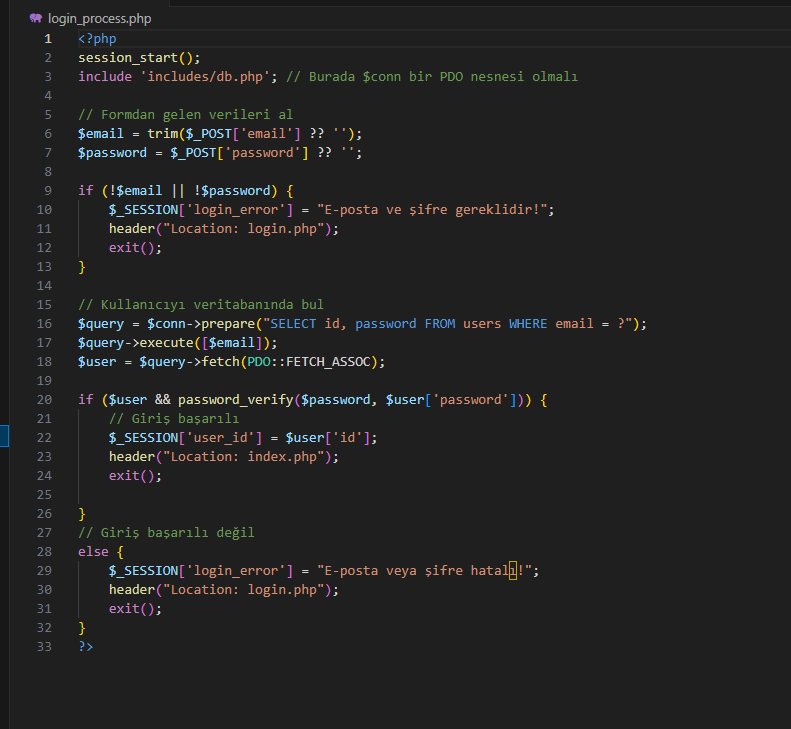 login_process.php
1 <?php
2 session_start();
3 include 'includes/db.php'; // Burada $conn bir PDO nesnesi olmalı
4
5 // Formdan gelen verileri al
6 $email = trim($_POST['email'] ?? '');
7 $password = $_POST['password'] ?? '';
8
9 if (!$email || !$password) {
10     $_SESSION['login_error'] = "E-posta ve şifre gereklidir!";
11     header("Location: login.php");
12     exit();
13 }
14
15 // Kullanıcıyı veritabanında bul
16 $query = $conn->prepare("SELECT id, password FROM users WHERE email = ?");
17 $query->execute([$email]);
18 $user = $query->fetch(PDO::FETCH_ASSOC);
19
20 if ($user && password_verify($password, $user['password'])) {
21     // Giriş başarılı
22     $_SESSION['user_id'] = $user['id'];
23     header("Location: index.php");
24     exit();
25
26 }
27 // Giriş başarılı değil
28 else {
29     $_SESSION['login_error'] = "E-posta veya şifre hatalı!";
30     header("Location: login.php");
31     exit();
32 }
33 ?>